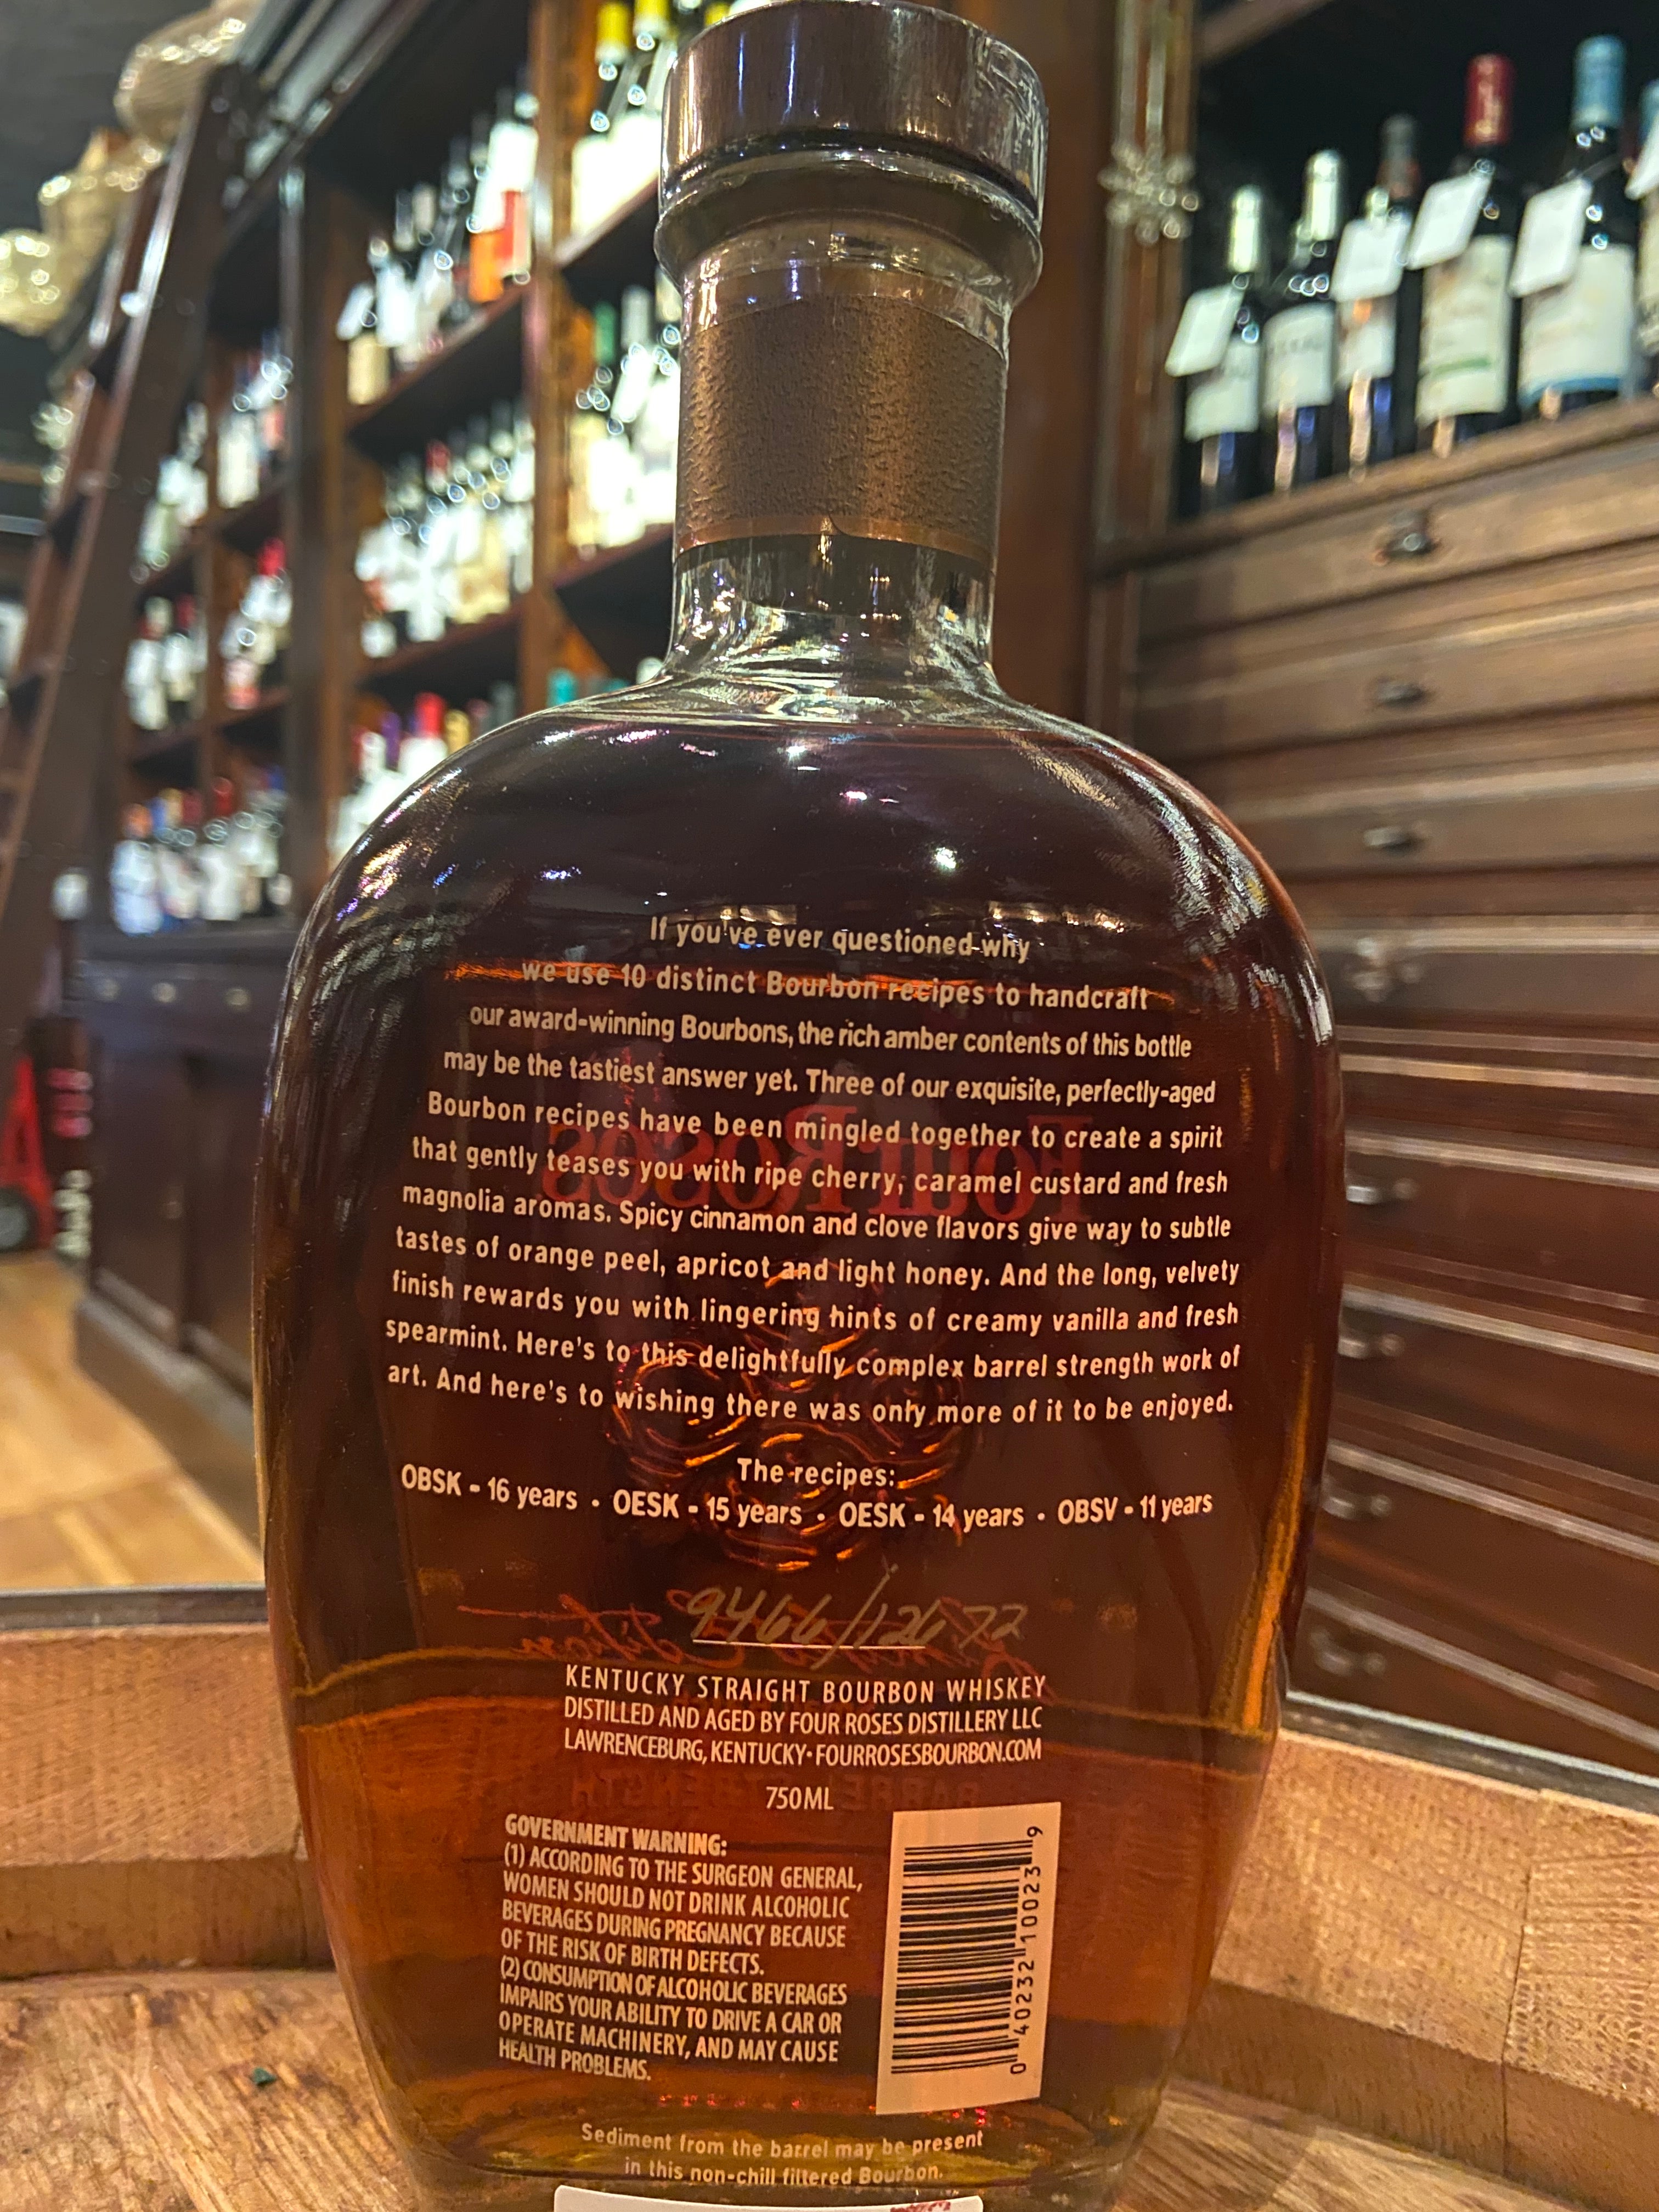 If you've ever questioned why
we use 10 distinct Bourbon recipes to handcraft
our award-winning Bourbons, the rich amber contents of this bottle
may be the tastiest answer yet. Three of our exquisite, perfectly-aged
Bourbon recipes have been mingled together to create a spirit
that gently teases you with ripe cherry, caramel custard and fresh
magnolia aromas. Spicy cinnamon and clove flavors give way to subtle
tastes of orange peel, apricot and light honey. And the long, velvety
finish rewards you with lingering hints of creamy vanilla and fresh
spearmint. Here's to this delightfully complex barrel strength work of
art. And here's to wishing there was only more of it to be enjoyed.
The recipes:
OBSK - 16 years • OESK - 15 years • OESK - 14 years • OBSV - 11 years
9466/12672
KENTUCKY STRAIGHT BOURBON WHISKEY
DISTILLED AND AGED BY FOUR ROSES DISTILLERY LLC
LAWRENCEBURG, KENTUCKY • FOURROSESBOURBON.COM
750ML
GOVERNMENT WARNING:
(1) ACCORDING TO THE SURGEON GENERAL,
WOMEN SHOULD NOT DRINK ALCOHOLIC
BEVERAGES DURING PREGNANCY BECAUSE
OF THE RISK OF BIRTH DEFECTS.
(2) CONSUMPTION OF ALCOHOLIC BEVERAGES
IMPAIRS YOUR ABILITY TO DRIVE A CAR OR
OPERATE MACHINERY, AND MAY CAUSE
HEALTH PROBLEMS.
0 40232 10023 9
Sediment from the barrel may be present
in this non-chill filtered Bourbon.
Four Roses
Limited Edition
BARREL STRENGTH